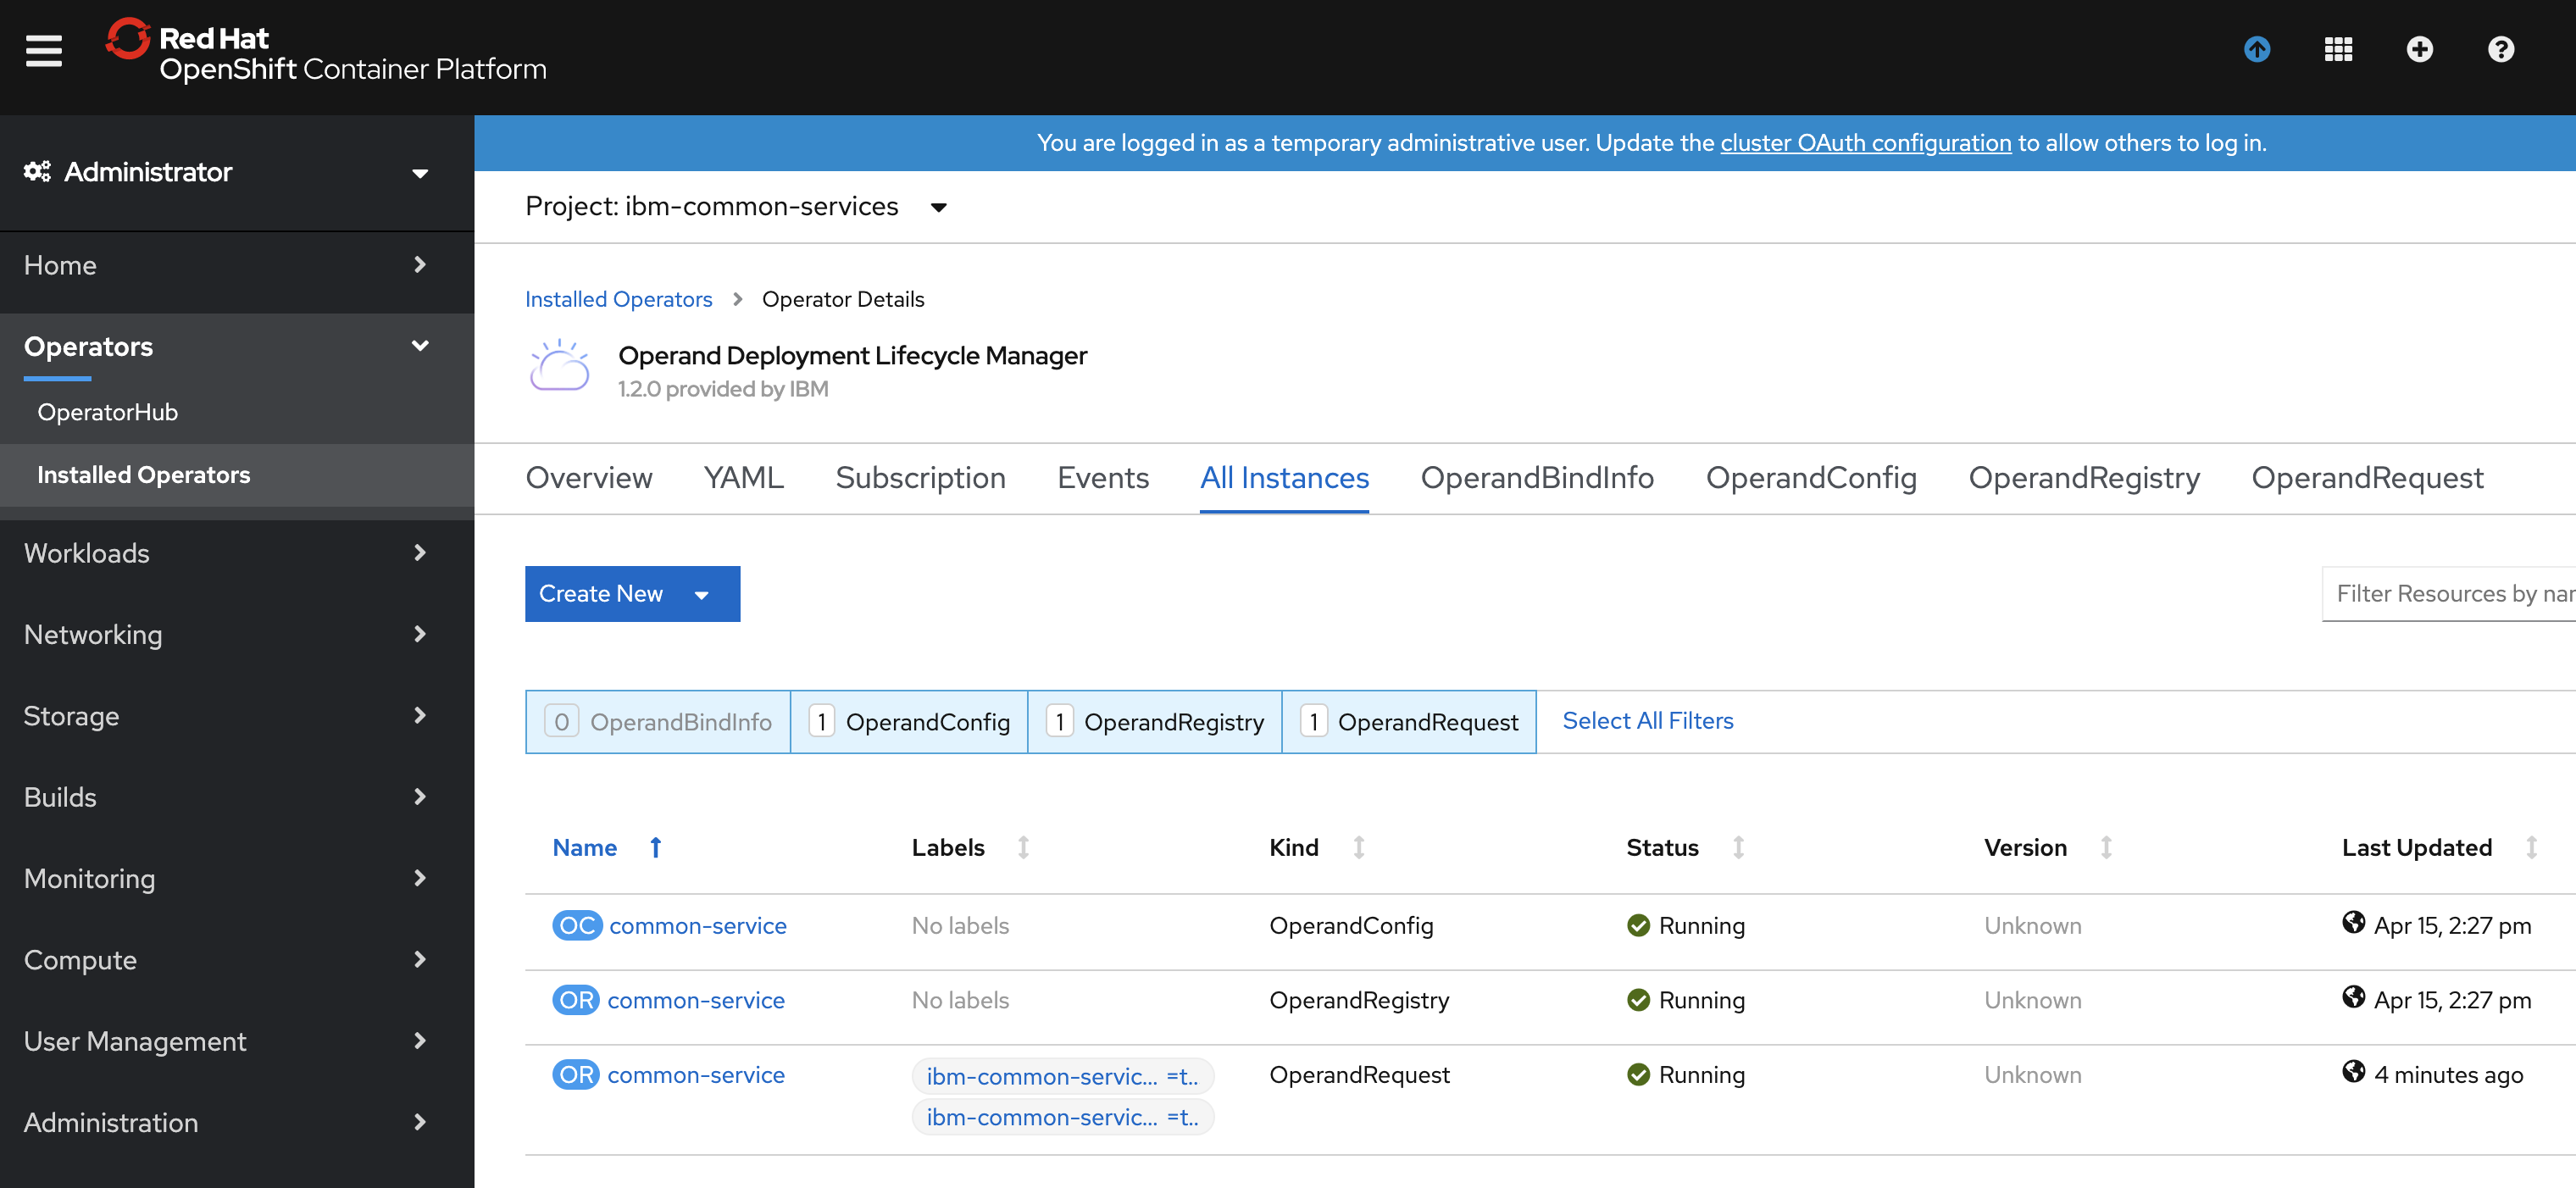 Red Hat
OpenShift Container Platform
You are logged in as a temporary administrative user. Update the cluster OAuth configuration to allow others to log in.
Administrator
Home
Operators
OperatorHub
Installed Operators
Workloads
Networking
Storage
Builds
Monitoring
Compute
User Management
Administration
Project: ibm-common-services
Installed Operators > Operator Details
Operand Deployment Lifecycle Manager
1.2.0 provided by IBM
Overview YAML Subscription Events All Instances OperandBindInfo OperandConfig OperandRegistry OperandRequest
Create New
Filter Resources by nar
0 OperandBindInfo 1 OperandConfig 1 OperandRegistry 1 OperandRequest Select All Filters
Name Labels Kind Status Version Last Updated
OC common-service No labels OperandConfig Running Unknown Apr 15, 2:27 pm
OR common-service No labels OperandRegistry Running Unknown Apr 15, 2:27 pm
OR common-service ibm-common-servic... =t.. OperandRequest Running Unknown 4 minutes ago
ibm-common-servic... =t..